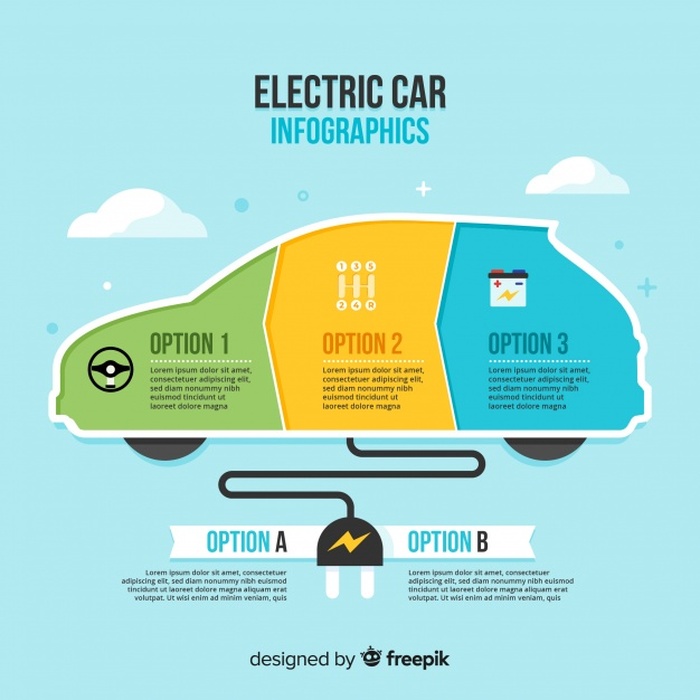 ELECTRIC CAR
INFOGRAPHICS
1 3 5
2 4 R
OPTION 1
Lorem ipsum dolor sit amet,
consectetuer adipiscing elit,
sed diam nonummy nibh
euismod tincidunt ut
laoreet dolore magna
OPTION 2
Lorem ipsum dolor sit amet,
consectetuer adipiscing elit,
sed diam nonummy nibh
euismod tincidunt ut
laoreet dolore magna
OPTION 3
Lorem ipsum dolor sit amet,
consectetuer adipiscing elit,
sed diam nonummy nibh
euismod tincidunt ut
laoreet dolore magna
OPTION A
Lorem ipsum dolor sit amet, consectetuer
adipiscing elit, sed diam nonummy nibh euismod
tincidunt ut laoreet dolore magna aliquam erat
volutpat. Ut wisi enim ad minim veniam, quis
OPTION B
Lorem ipsum dolor sit amet, consectetuer
adipiscing elit, sed diam nonummy nibh euismod
tincidunt ut laoreet dolore magna aliquam erat
volutpat. Ut wisi enim ad minim veniam, quis
designed by freepik